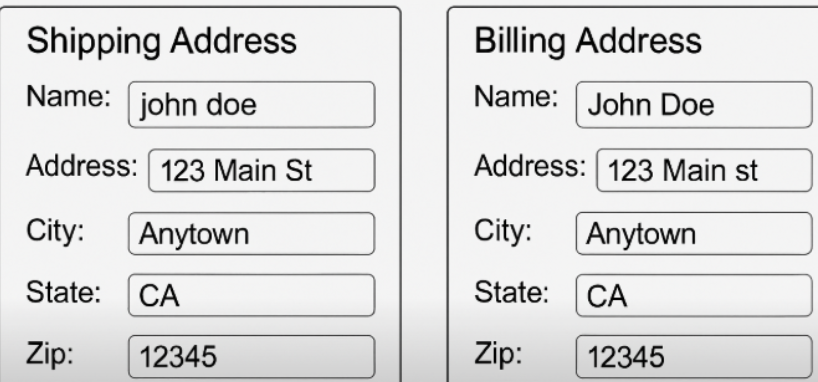 Shipping Address
Name: john doe
Address: 123 Main St
City: Anytown
State: CA
Zip: 12345
Billing Address
Name: John Doe
Address: 123 Main st
City: Anytown
State: CA
Zip: 12345